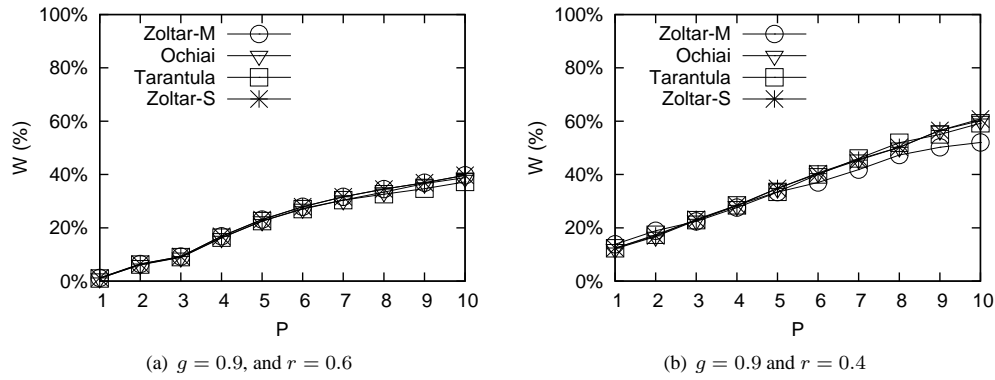 100%
80%
60%
40%
20%
0%
W (%)
Zoltar-M
Ochiai
Tarantula
Zoltar-S
1 2 3 4 5 6 7 8 9 10
P
(a) g = 0.9, and r = 0.6
100%
80%
60%
40%
20%
0%
W (%)
Zoltar-M
Ochiai
Tarantula
Zoltar-S
1 2 3 4 5 6 7 8 9 10
P
(b) g = 0.9 and r = 0.4